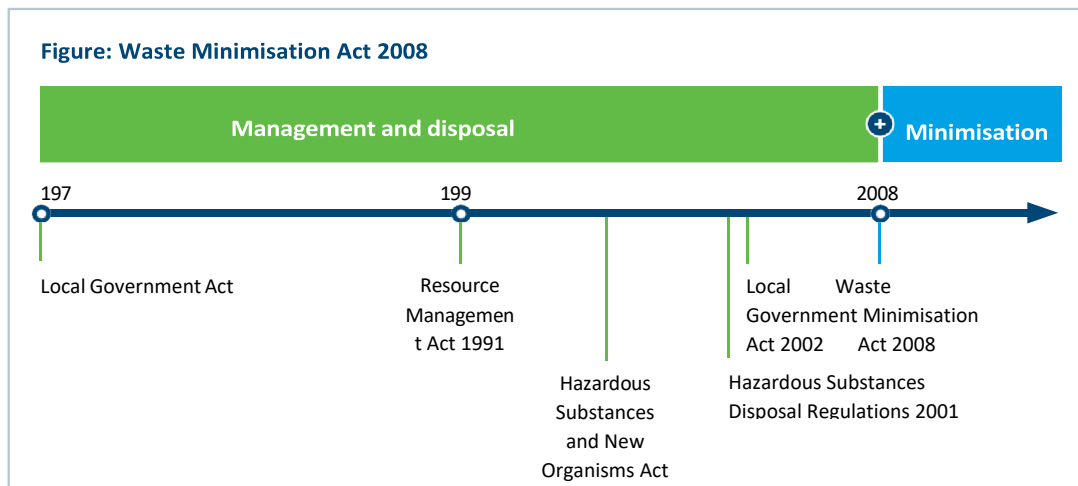 Figure: Waste Minimisation Act 2008
Management and disposal
+
Minimisation
197
199
2008
Local Government Act
Resource
Managemen
t Act 1991
Hazardous
Substances
and New
Organisms Act
Hazardous Substances
Disposal Regulations 2001
Local
Government
Act 2002
Waste
Minimisation
Act 2008